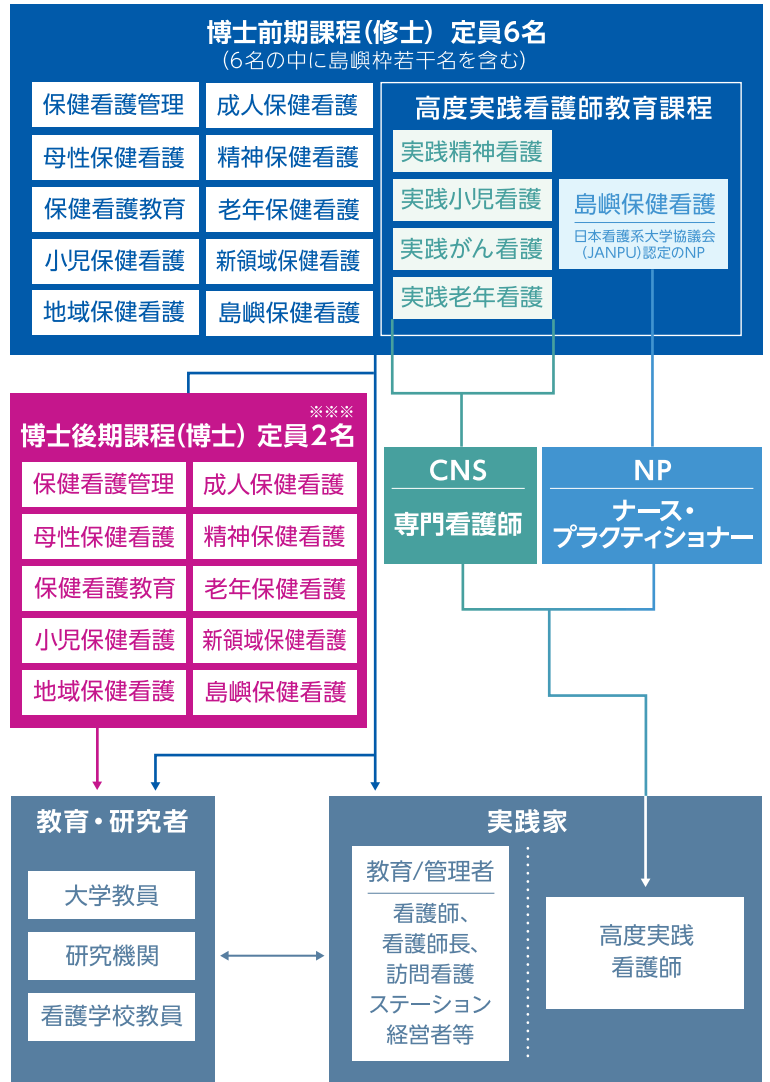 博士前期課程(修士) 定員6名
(6名の中に島嶼枠若干名を含む)
保健看護管理
母性保健看護
保健看護教育
小児保健看護
地域保健看護
成人保健看護
精神保健看護
老年保健看護
新領域保健看護
島嶼保健看護
高度実践看護師教育課程
実践精神看護
実践小児看護
実践がん看護
実践老年看護
島嶼保健看護
日本看護系大学協議会
(JANPU)認定のNP
※※※
博士後期課程(博士) 定員2名
保健看護管理
母性保健看護
保健看護教育
小児保健看護
地域保健看護
成人保健看護
精神保健看護
老年保健看護
新領域保健看護
島嶼保健看護
CNS
専門看護師
NP
ナース・
プラクティショナー
教育・研究者
大学教員
研究機関
看護学校教員
実践家
教育/管理者
看護師、
看護師長、
訪問看護
ステーション
経営者等
高度実践
看護師